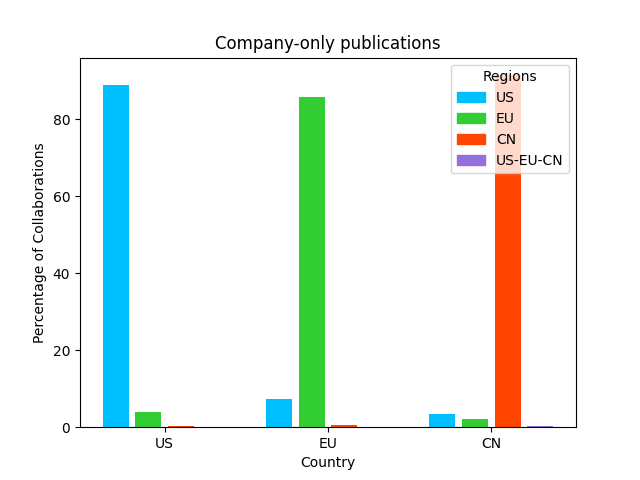 Company-only publications
Percentage of Collaborations
80
60
40
20
0
US
EU
CN
Country
Regions
US
EU
CN
US-EU-CN